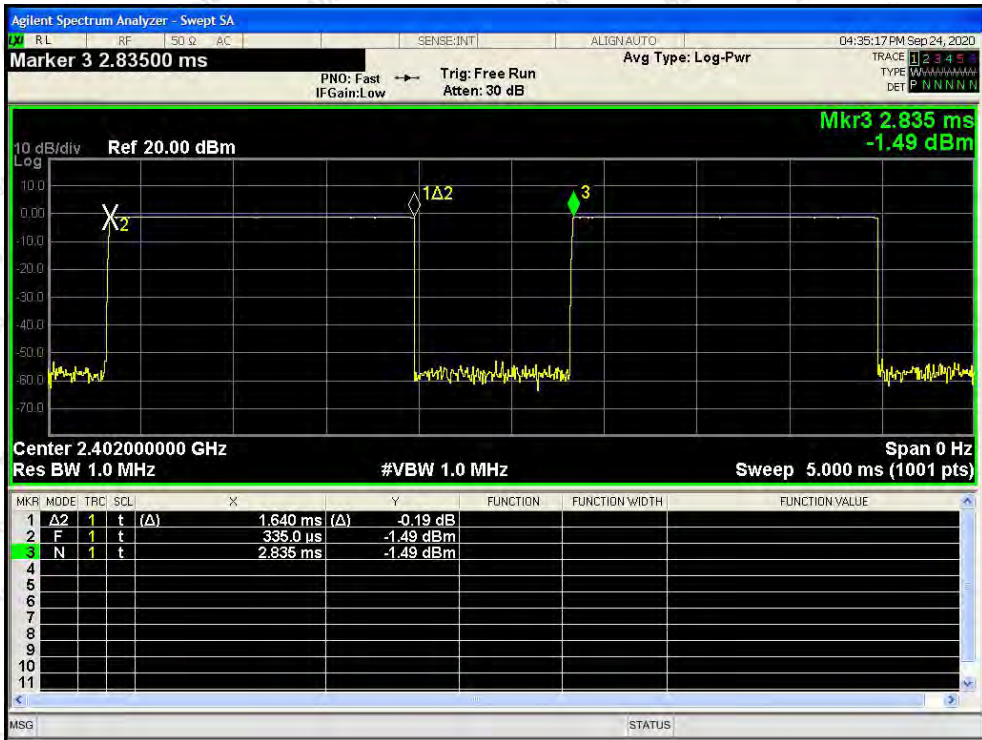 Agilent Spectrum Analyzer - Swept SA
LXI RL RF 50 Ω AC SENSE:INT ALIGNAUTO 04:35:17 PM Sep 24, 2020
Marker 3 2.83500 ms Avg Type: Log-Pwr TRACE 1 2 3 4 5 6
PNO: Fast Trig: Free Run TYPE WWWWWW
IFGain:Low Atten: 30 dB DET P N N N N N
Mkr3 2.835 ms
10 dB/div Ref 20.00 dBm -1.49 dBm
Log
10.0
1Δ2 3
0.00
2
-10.0
-20.0
-30.0
-40.0
-50.0
-60.0
-70.0
Center 2.402000000 GHz Span 0 Hz
Res BW 1.0 MHz #VBW 1.0 MHz Sweep 5.000 ms (1001 pts)
MKR MODE TRC SCL X Y FUNCTION FUNCTION WIDTH FUNCTION VALUE
1 Δ2 1 t (Δ) 1.640 ms (Δ) -0.19 dB
2 F 1 t 335.0 µs -1.49 dBm
3 N 1 t 2.835 ms -1.49 dBm
4
5
6
7
8
9
10
11
MSG STATUS